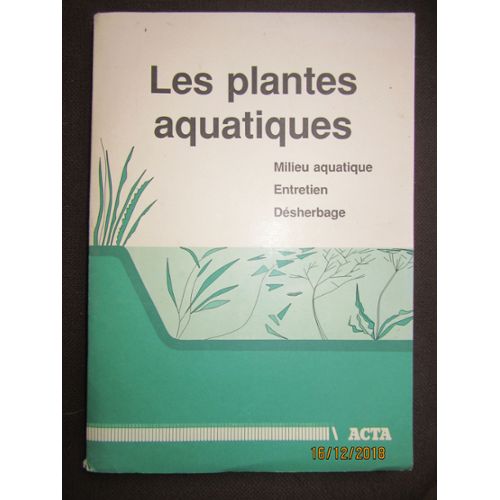 Les plantes
aquatiques
Milieu aquatique
Entretien
Désherbage
ACTA
16/12/2018